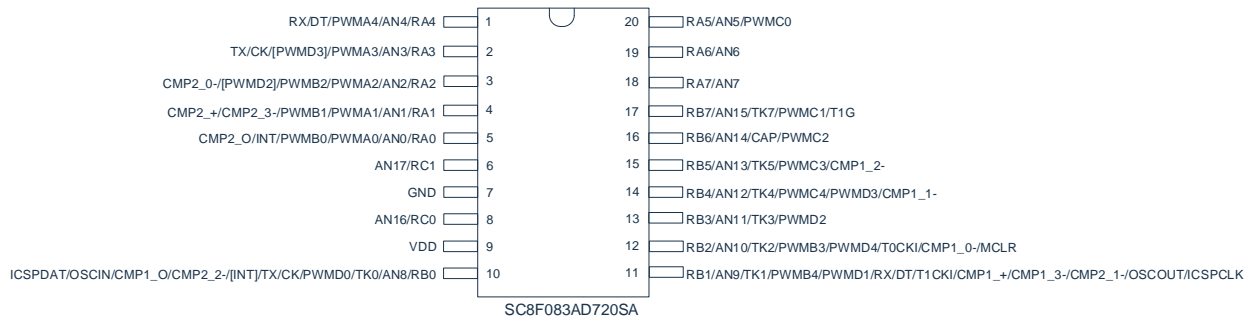 RX/DT/PWMA4/AN4/RA4 1 20 RA5/AN5/PWMC0
TX/CK/[PWMD3]/PWMA3/AN3/RA3 2 19 RA6/AN6
CMP2_0-/[PWMD2]/PWMB2/PWMA2/AN2/RA2 3 18 RA7/AN7
CMP2_+/CMP2_3-/PWMB1/PWMA1/AN1/RA1 4 17 RB7/AN15/TK7/PWMC1/T1G
CMP2_O/INT/PWMB0/PWMA0/AN0/RA0 5 16 RB6/AN14/CAP/PWMC2
AN17/RC1 6 15 RB5/AN13/TK5/PWMC3/CMP1_2-
GND 7 14 RB4/AN12/TK4/PWMC4/PWMD3/CMP1_1-
AN16/RC0 8 13 RB3/AN11/TK3/PWMD2
VDD 9 12 RB2/AN10/TK2/PWMB3/PWMD4/T0CKI/CMP1_0-/MCLR
ICSPDAT/OSCIN/CMP1_O/CMP2_2-/[INT]/TX/CK/PWMD0/TK0/AN8/RB0 10 11 RB1/AN9/TK1/PWMB4/PWMD1/RX/DT/T1CKI/CMP1_+/CMP1_3-/CMP2_1-/OSCOUT/ICSPCLK
SC8F083AD720SA